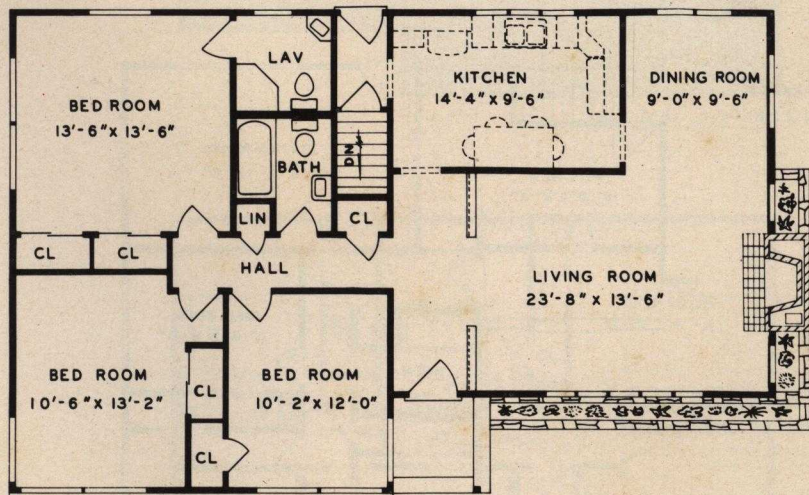 LAV
BED ROOM
13'-6" X 13'-6"
KITCHEN
14'-4" X 9'-6"
DINING ROOM
9'-0" X 9'-6"
BATH
DN
LIN
CL
CL
CL
HALL
LIVING ROOM
23'-8" X 13'-6"
BED ROOM
10'-6" X 13'-2"
CL
BED ROOM
10'-2" X 12'-0"
CL